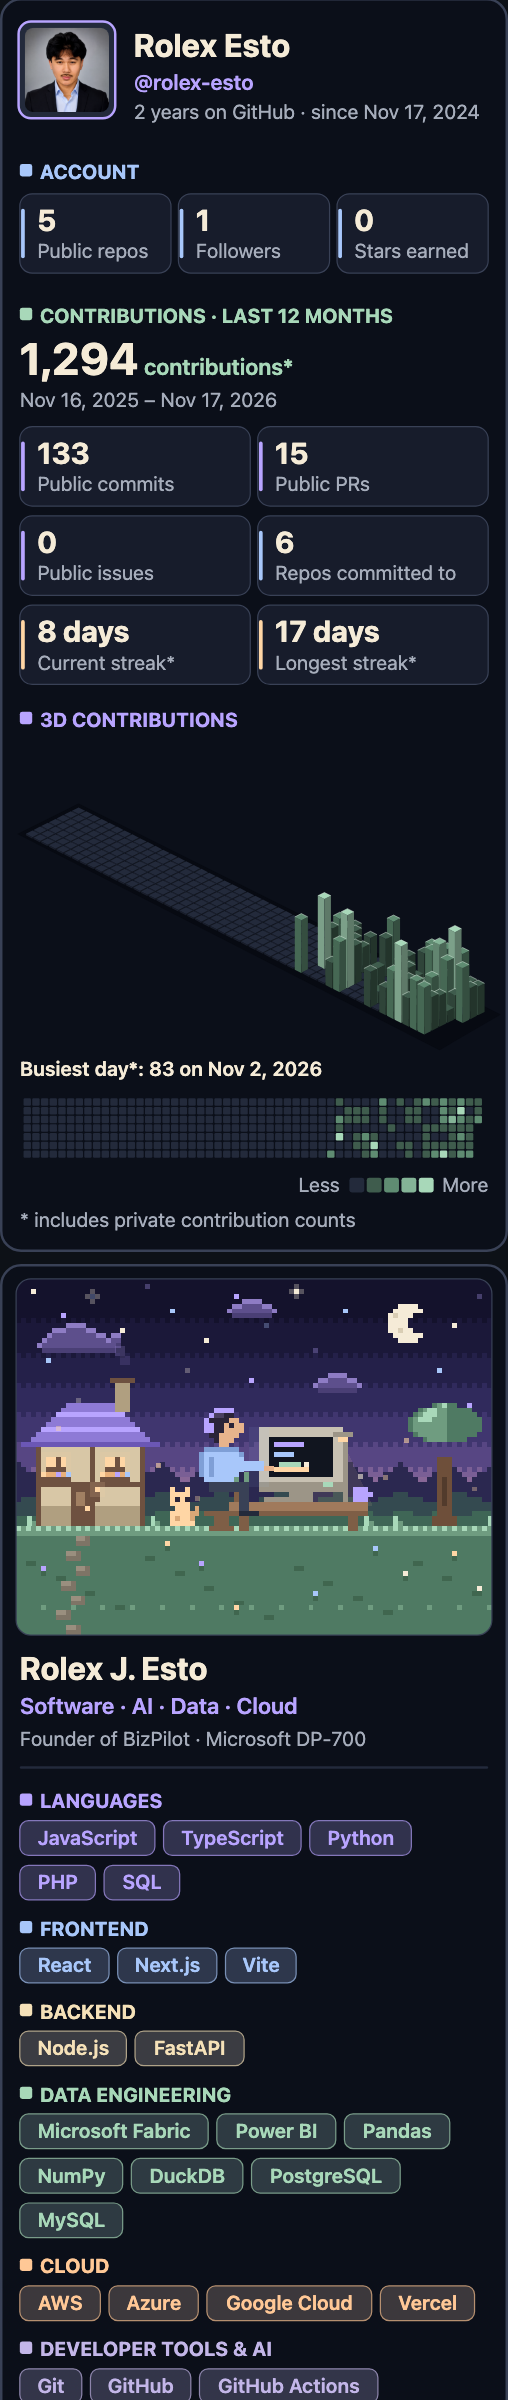 Rolex Esto
@rolex-esto
2 years on GitHub · since Nov 17, 2024
ACCOUNT
5
Public repos
1
Followers
0
Stars earned
CONTRIBUTIONS · LAST 12 MONTHS
1,294 contributions*
Nov 16, 2025 – Nov 17, 2026
133
Public commits
15
Public PRs
0
Public issues
6
Repos committed to
8 days
Current streak*
17 days
Longest streak*
3D CONTRIBUTIONS
Busiest day*: 83 on Nov 2, 2026
Less More
* includes private contribution counts
Rolex J. Esto
Software · AI · Data · Cloud
Founder of BizPilot · Microsoft DP-700
LANGUAGES
JavaScript TypeScript Python
PHP SQL
FRONTEND
React Next.js Vite
BACKEND
Node.js FastAPI
DATA ENGINEERING
Microsoft Fabric Power BI Pandas
NumPy DuckDB PostgreSQL
MySQL
CLOUD
AWS Azure Google Cloud Vercel
DEVELOPER TOOLS & AI
Git GitHub GitHub Actions